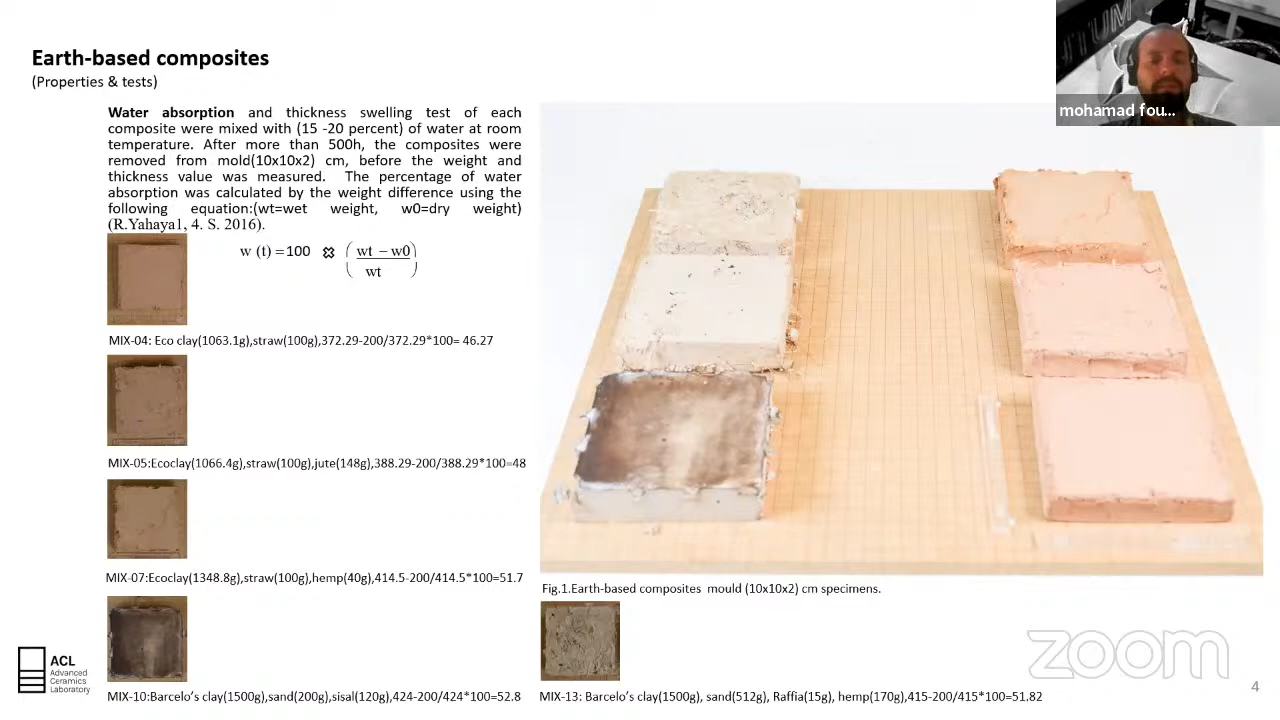 Earth-based composites
(Properties & tests)
Water absorption and thickness swelling test of each
composite were mixed with (15 -20 percent) of water at room
temperature. After more than 500h, the composites were
removed from mold(10x10x2) cm, before the weight and
thickness value was measured. The percentage of water
absorption was calculated by the weight difference using the
following equation:(wt=wet weight, w0=dry weight)
(R.Yahaya1, 4. S. 2016).
w (t) =100 ✖ (wt − w0 / wt)
MIX-04: Eco clay(1063.1g),straw(100g),372.29-200/372.29*100= 46.27
MIX-05:Ecoclay(1066.4g),straw(100g),jute(148g),388.29-200/388.29*100=48
MIX-07:Ecoclay(1348.8g),straw(100g),hemp(40g),414.5-200/414.5*100=51.7
MIX-10:Barcelo's clay(1500g),sand(200g),sisal(120g),424-200/424*100=52.8
ACL
Advanced
Ceramics
Laboratory
mohamad fou...
Fig.1.Earth-based composites mould (10x10x2) cm specimens.
MIX-13: Barcelo's clay(1500g), sand(512g), Raffia(15g), hemp(170g),415-200/415*100=51.82
zoom
4